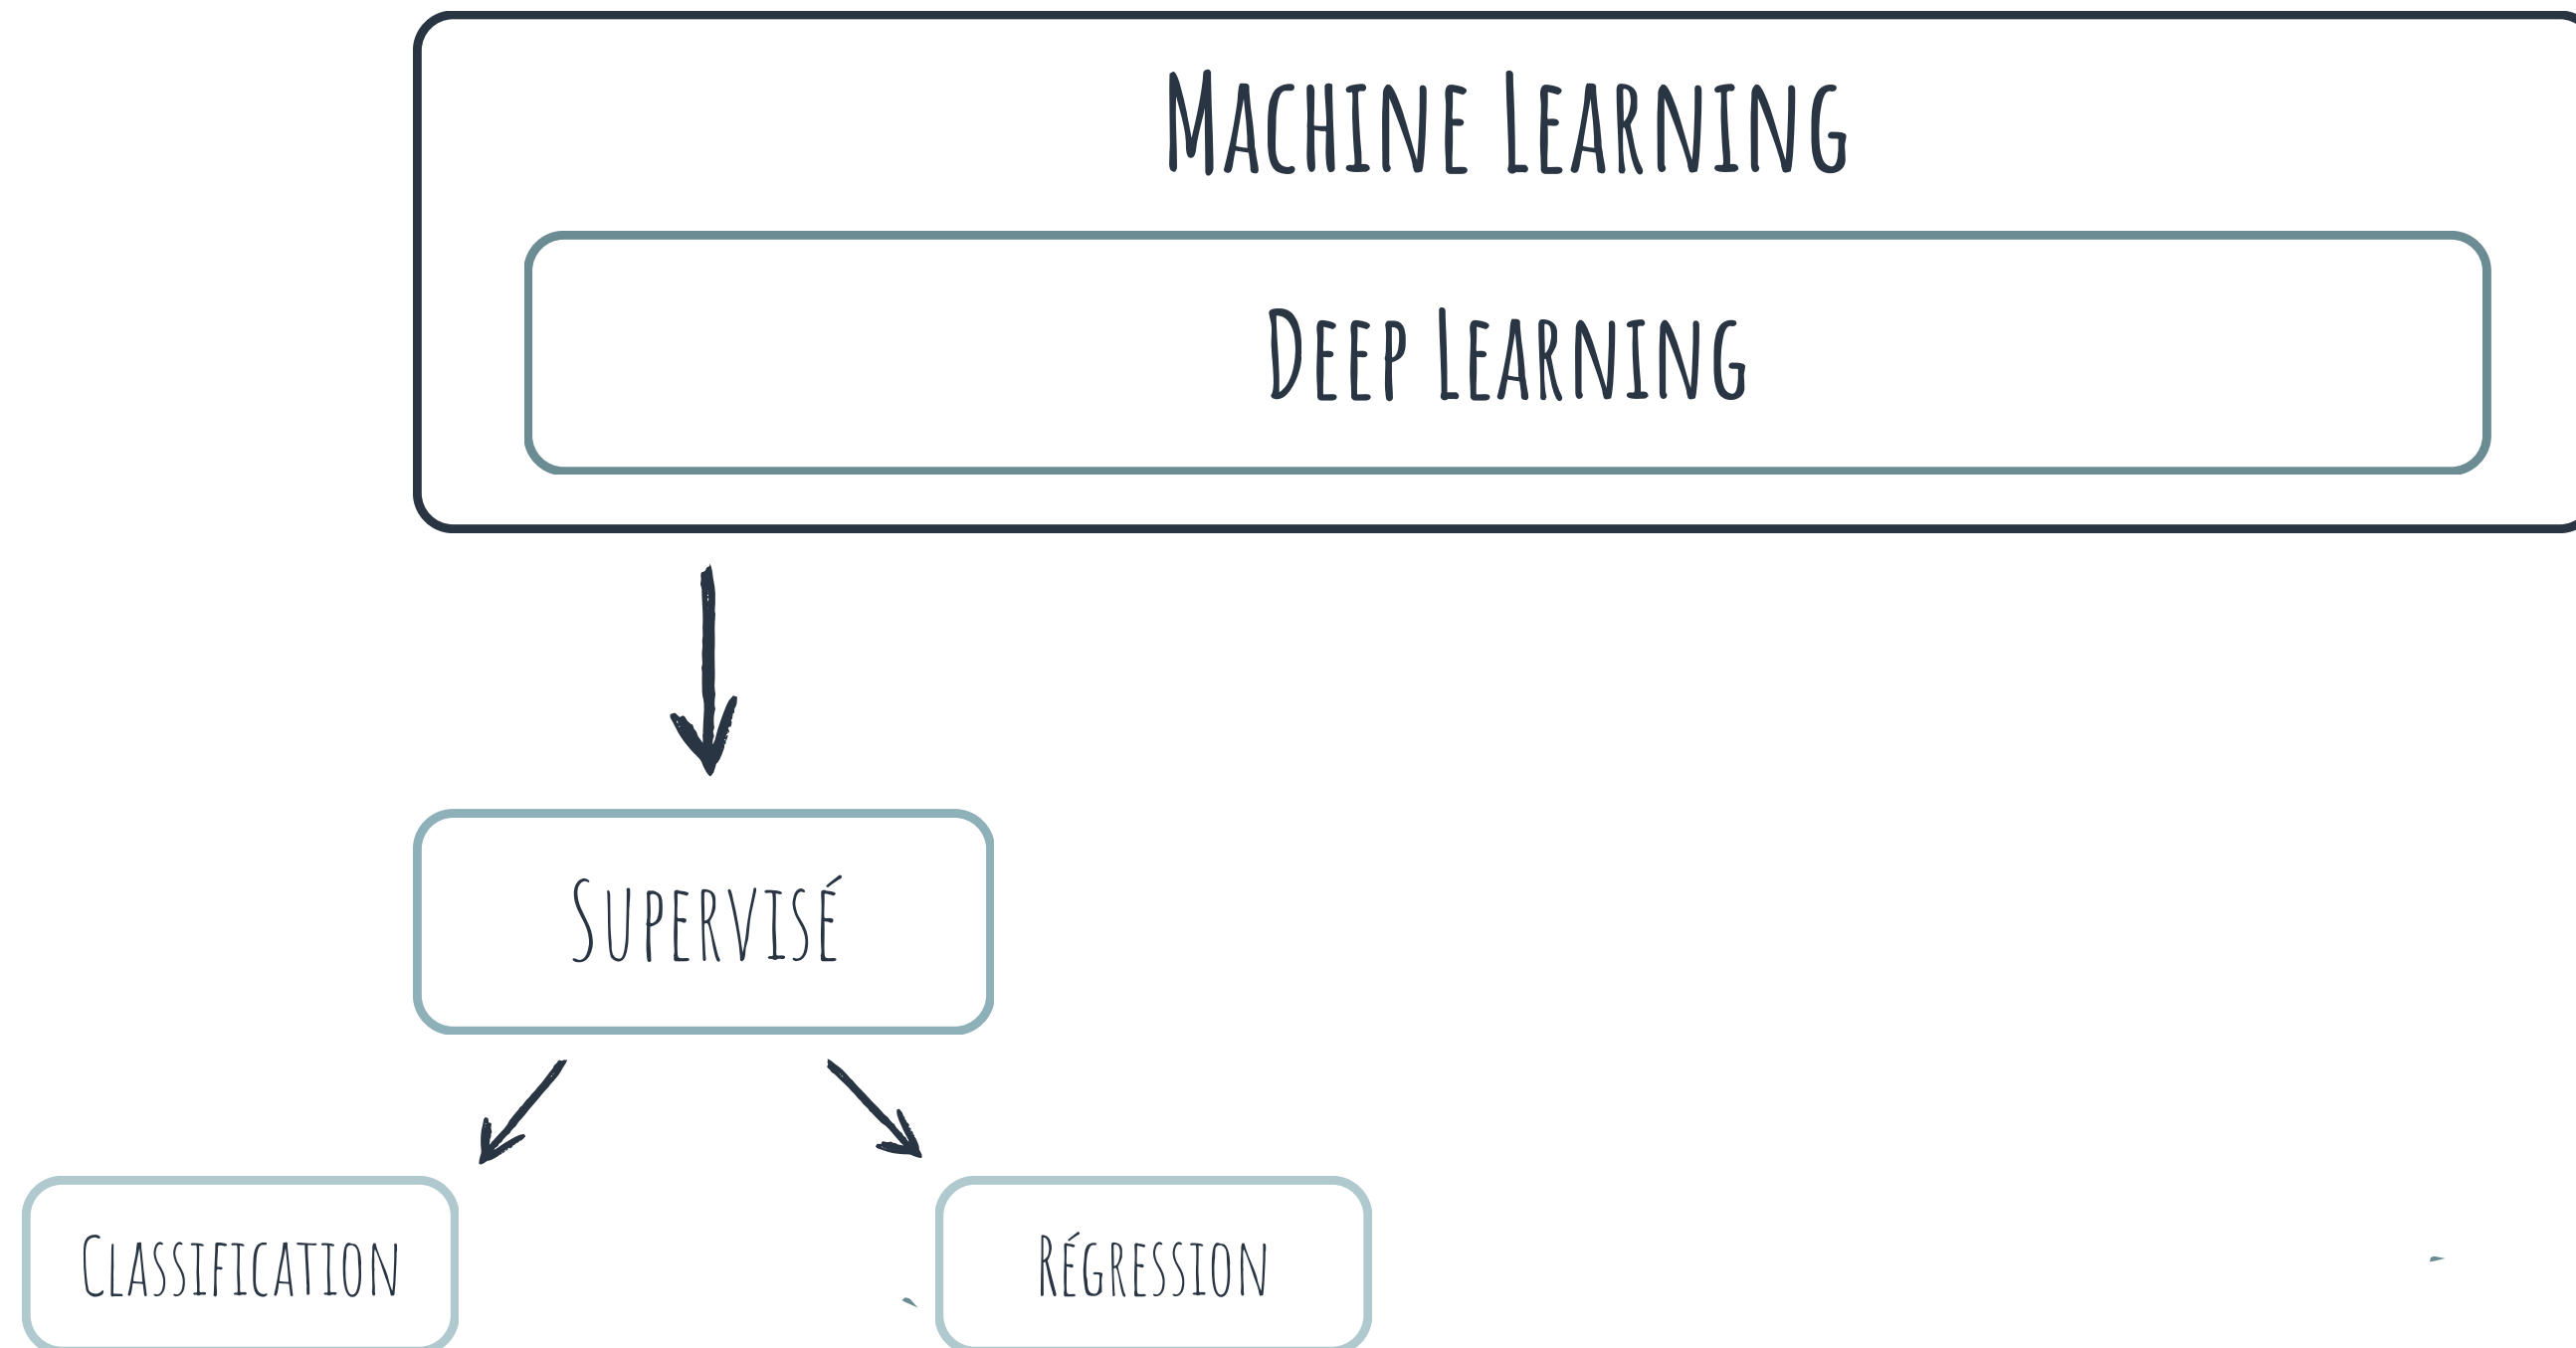 Machine Learning
Deep Learning
Supervisé
Classification
Régression